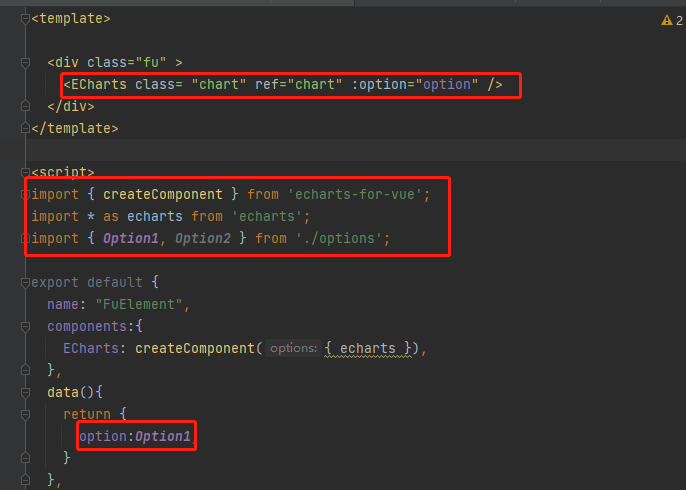 <template>
2
<div class="fu" >
<ECharts class= "chart" ref="chart" :option="option" />
</div>
</template>
<script>
import { createComponent } from 'echarts-for-vue';
import * as echarts from 'echarts';
import { Option1, Option2 } from './options';
export default {
name: "FuElement",
components:{
ECharts: createComponent( options: { echarts }),
},
data(){
return {
option:Option1
}
},